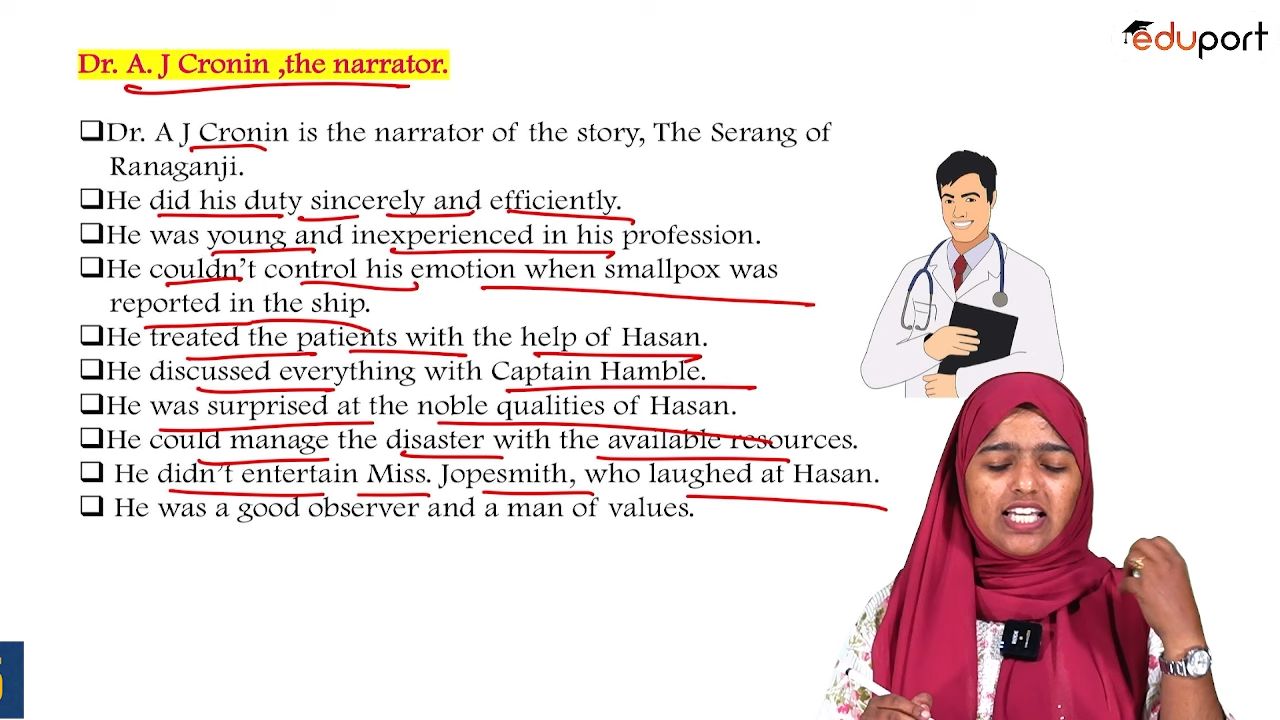 eduport
Dr. A. J Cronin ,the narrator.
Dr. A J Cronin is the narrator of the story, The Serang of
Ranaganji.
He did his duty sincerely and efficiently.
He was young and inexperienced in his profession.
He couldn't control his emotion when smallpox was
reported in the ship.
He treated the patients with the help of Hasan.
He discussed everything with Captain Hamble.
He was surprised at the noble qualities of Hasan.
He could manage the disaster with the available resources.
He didn't entertain Miss. Jopesmith, who laughed at Hasan.
He was a good observer and a man of values.